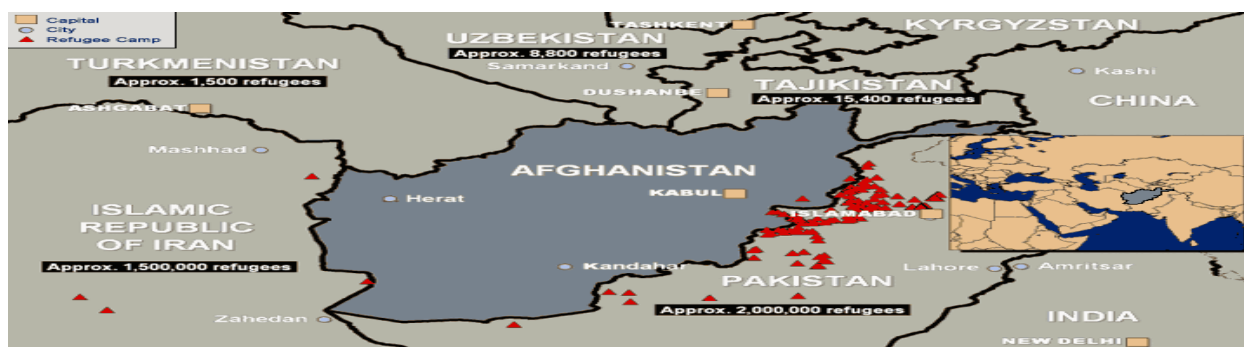 Capital
City
Refugee Camp
TASHKENT
KYRGYZSTAN
UZBEKISTAN
Approx. 8,800 refugees
Samarkand
TURKMENISTAN
Approx. 1,500 refugees
Kashi
DUSHANBE
TAJIKISTAN
Approx. 15,400 refugees
CHINA
ASHGABAT
Mashhad
AFGHANISTAN
KABUL
Herat
ISLAMABAD
ISLAMIC
REPUBLIC
OF IRAN
Approx. 1,500,000 refugees
Kandahar
PAKISTAN
Lahore
Amritsar
Approx. 2,000,000 refugees
Zahedan
INDIA
NEW DELHI